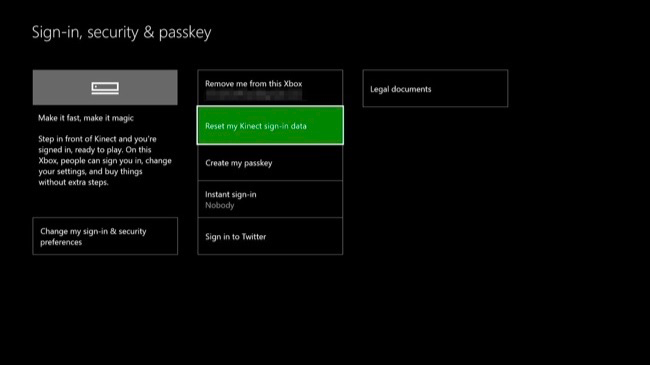 Sign-in, security & passkey
Make it fast, make it magic
Step in front of Kinect and you're
signed in, ready to play. On this
Xbox, people can sign you in, change
your settings, and buy things
without extra steps.
Change my sign-in & security
preferences
Remove me from this Xbox
Reset my Kinect sign-in data
Create my passkey
Instant sign-in
Nobody
Sign in to Twitter
Legal documents